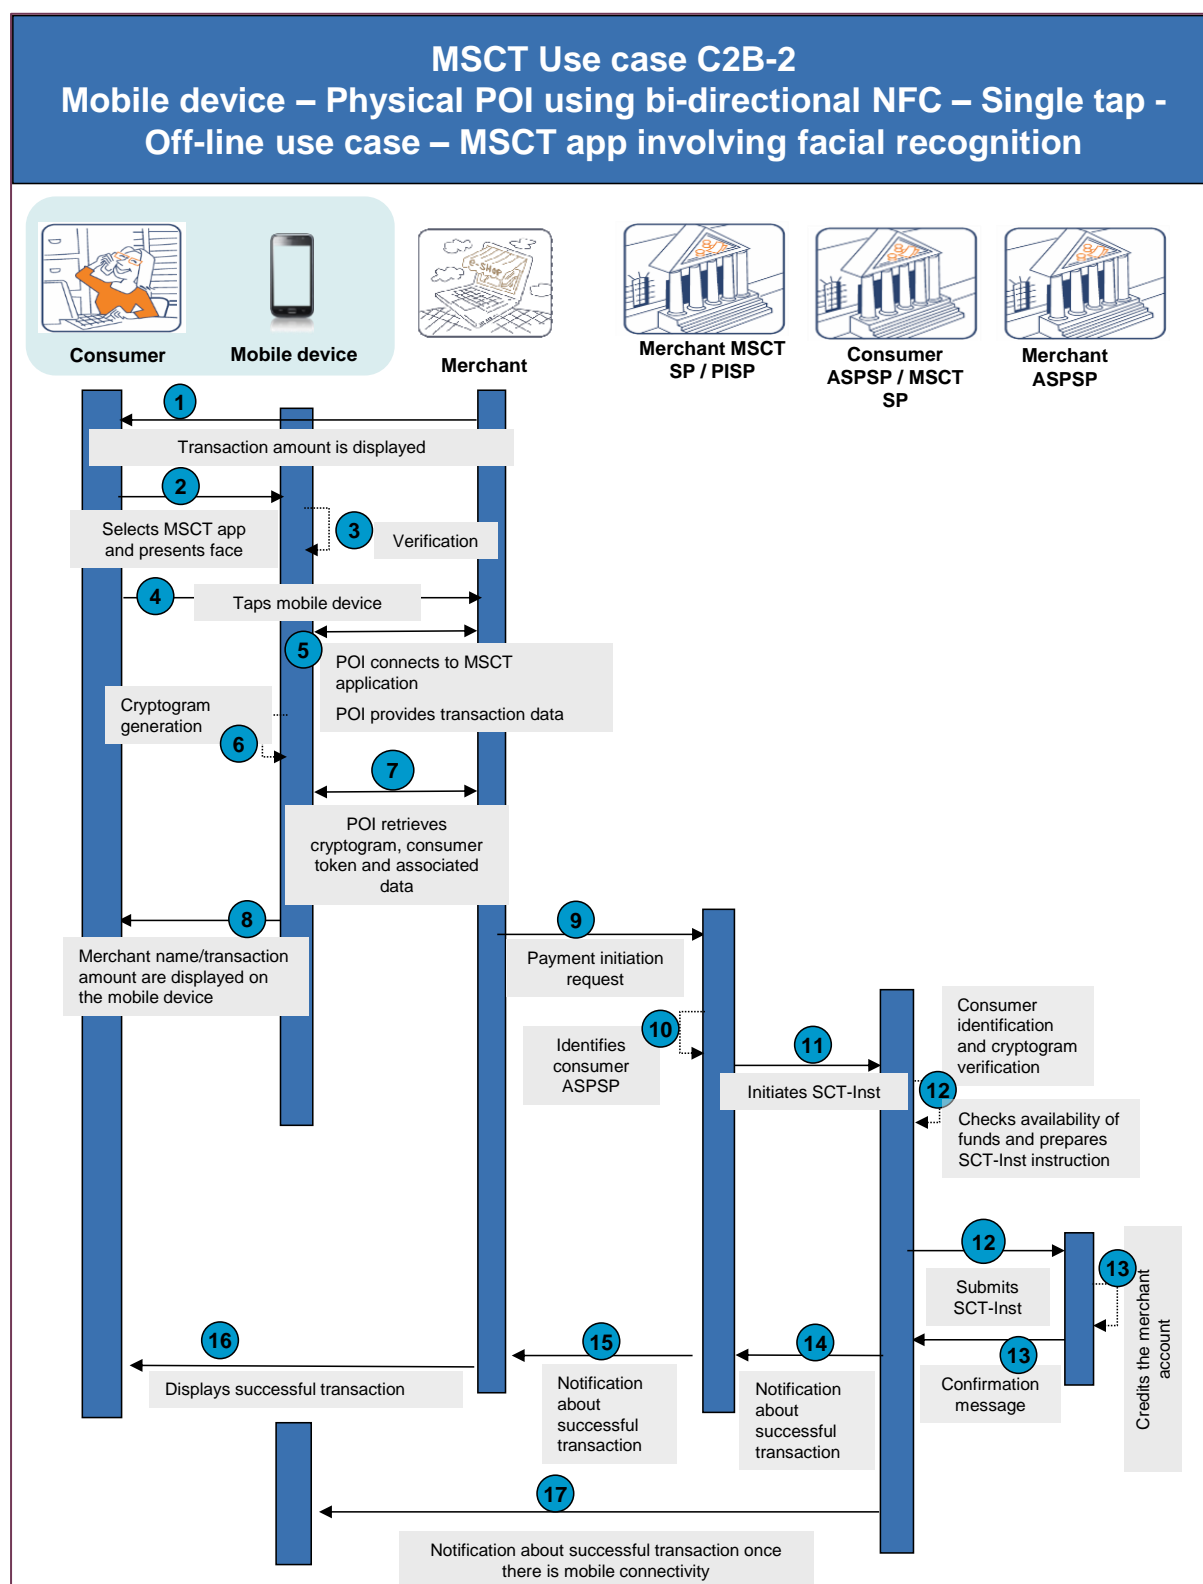 MSCT Use case C2B-2
Mobile device – Physical POI using bi-directional NFC – Single tap -
Off-line use case – MSCT app involving facial recognition
e-SHOP
Consumer
Mobile device
Merchant
Merchant MSCT
SP / PISP
Consumer
ASPSP / MSCT
SP
Merchant
ASPSP
1
Transaction amount is displayed
2
Selects MSCT app
and presents face
3
Verification
4
Taps mobile device
5
POI connects to MSCT
application
POI provides transaction data
Cryptogram
generation
6
7
POI retrieves
cryptogram, consumer
token and associated
data
8
Merchant name/transaction
amount are displayed on
the mobile device
9
Payment initiation
request
10
Identifies
consumer
ASPSP
11
Initiates SCT-Inst
Consumer
identification
and cryptogram
verification
12
Checks availability of
funds and prepares
SCT-Inst instruction
12
Submits
SCT-Inst
13
Credits the merchant
account
13
Confirmation
message
14
Notification
about
successful
transaction
15
Notification
about
successful
transaction
16
Displays successful transaction
17
Notification about successful transaction once
there is mobile connectivity